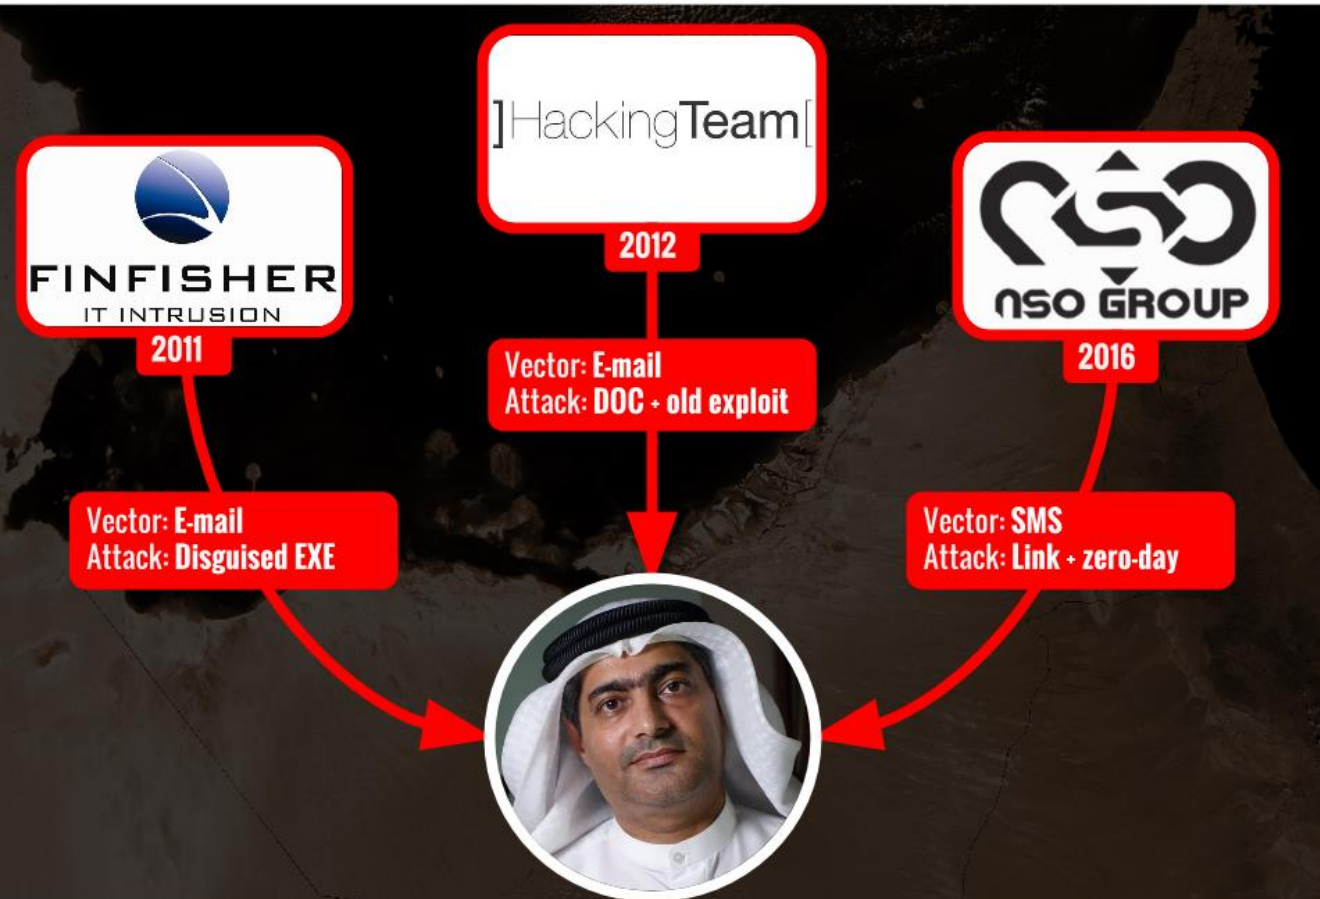 FINFISHER
IT INTRUSION
2011
Vector: E-mail
Attack: Disguised EXE
]HackingTeam[
2012
Vector: E-mail
Attack: DOC + old exploit
nso GROUP
2016
Vector: SMS
Attack: Link + zero-day